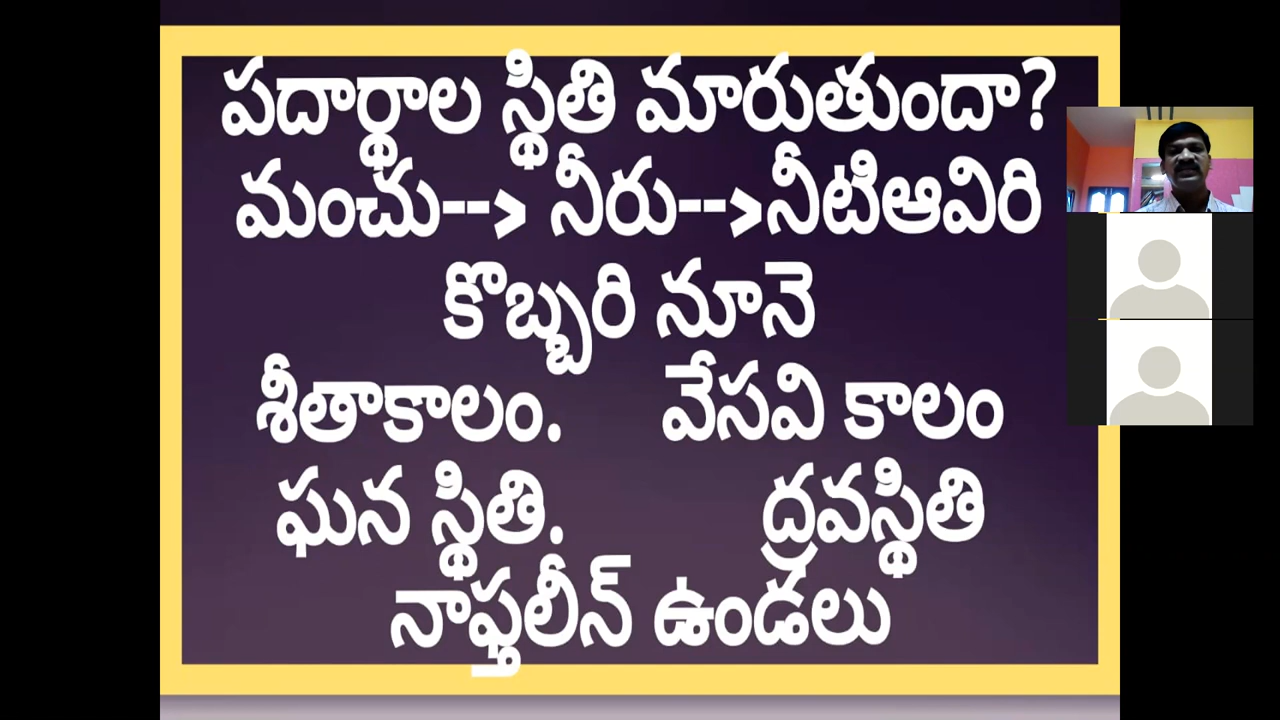 పదార్థాల స్థితి మారుతుందా?
మంచు--> నీరు-->నీటిఆవిరి
కొబ్బరి నూనె
శీతాకాలం. వేసవి కాలం
ఘన స్థితి. ద్రవస్థితి
నాఫ్తలీన్ ఉండలు